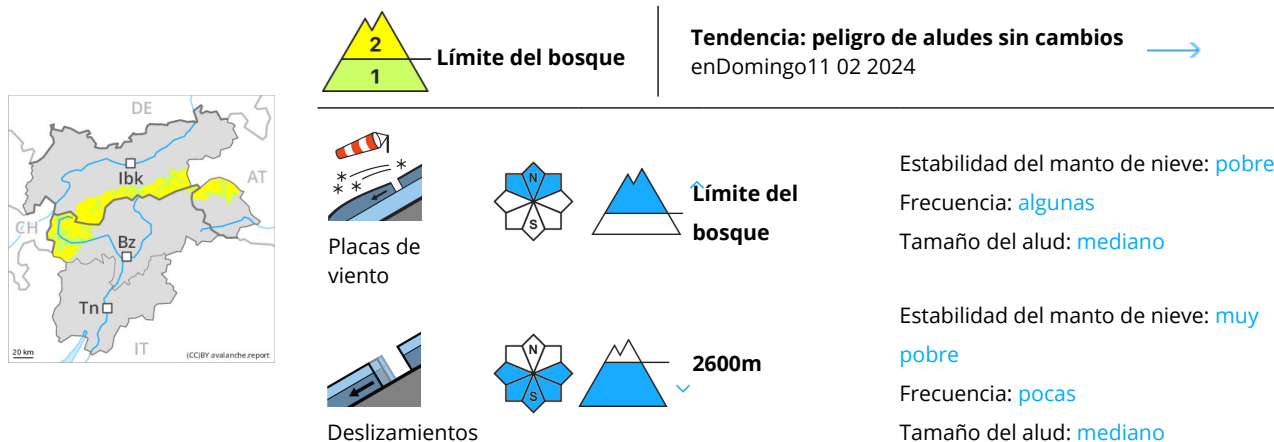 DE
Ibk
AT
CH
Bz
Tn
IT
20 km
(CC)BY avalanche.report
2
1
Límite del bosque
Tendencia: peligro de aludes sin cambios
enDomingo11 02 2024
Placas de
viento
N
S
Límite del
bosque
Estabilidad del manto de nieve: pobre
Frecuencia: algunas
Tamaño del alud: mediano
Deslizamientos
N
S
2600m
Estabilidad del manto de nieve: muy
pobre
Frecuencia: pocas
Tamaño del alud: mediano